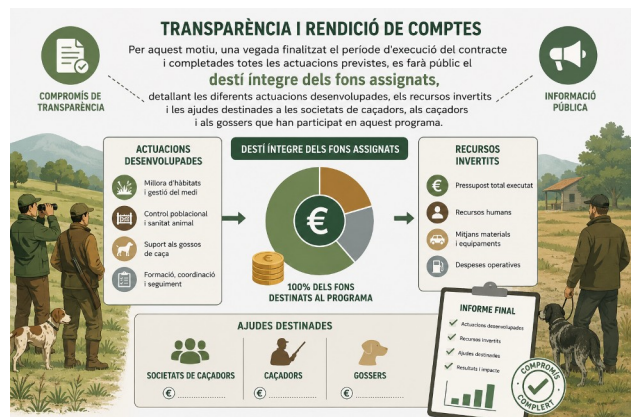 TRANSPARÈNCIA I RENDICIÓ DE COMPTES
Per aquest motiu, una vegada finalitzat el període d'execució del contracte
i completades totes les actuacions previstes, es farà públic el
destí íntegre dels fons assignats,
detallant les diferents actuacions desenvolupades, els recursos invertits
i les ajudes destinades a les societats de caçadors, als caçadors
i als gossers que han participat en aquest programa.
COMPROMÍS DE
TRANSPARÈNCIA
INFORMACIÓ
PÚBLICA
ACTUACIONS
DESENVOLUPADES
Millora d'hàbitats
i gestió del medi
Control poblacional
i sanitat animal
Suport als gossos
de caça
Formació, coordinació
i seguiment
DESTÍ ÍNTEGRE DELS FONS ASSIGNATS
€
100% DELS FONS
DESTINATS AL PROGRAMA
RECURSOS
INVERTITS
€ Pressupost total executat
Recursos humans
Mitjans materials
i equipaments
Despeses operatives
AJUDES DESTINADES
SOCIETATS DE CAÇADORS
€ ....................
CAÇADORS
€ ....................
GOSSERS
€ ....................
INFORME FINAL
Actuacions desenvolupades
Recursos invertits
Ajudes destinades
Resultats i impacte
COMPROMÍS
COMPLERT